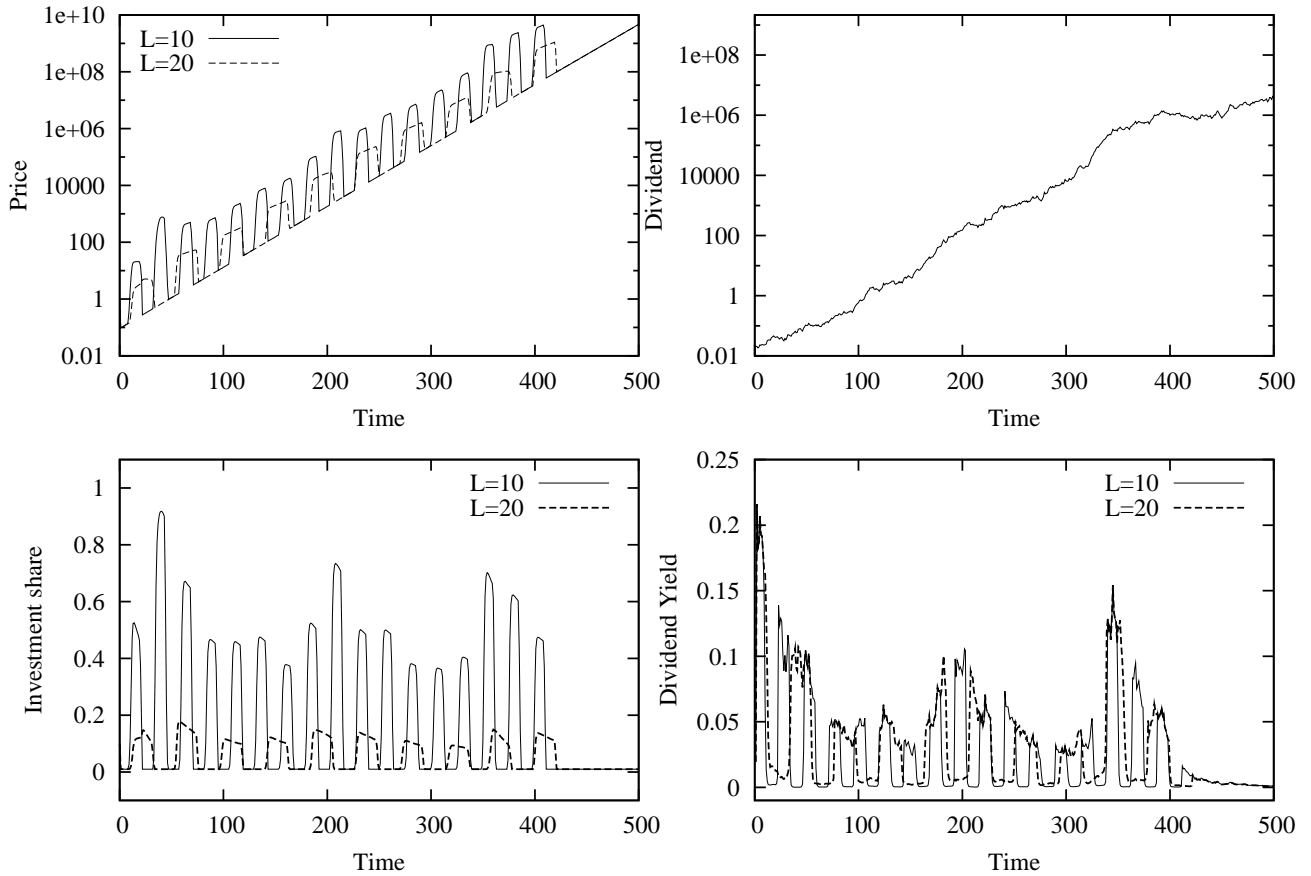 Price
1e+10
1e+08
1e+06
10000
100
1
0.01
L=10
L=20
0 100 200 300 400 500
Time
Dividend
1e+08
1e+06
10000
100
1
0.01
0 100 200 300 400 500
Time
Investment share
1
0.8
0.6
0.4
0.2
0
L=10
L=20
0 100 200 300 400 500
Time
Dividend Yield
0.25
0.2
0.15
0.1
0.05
0
L=10
L=20
0 100 200 300 400 500
Time